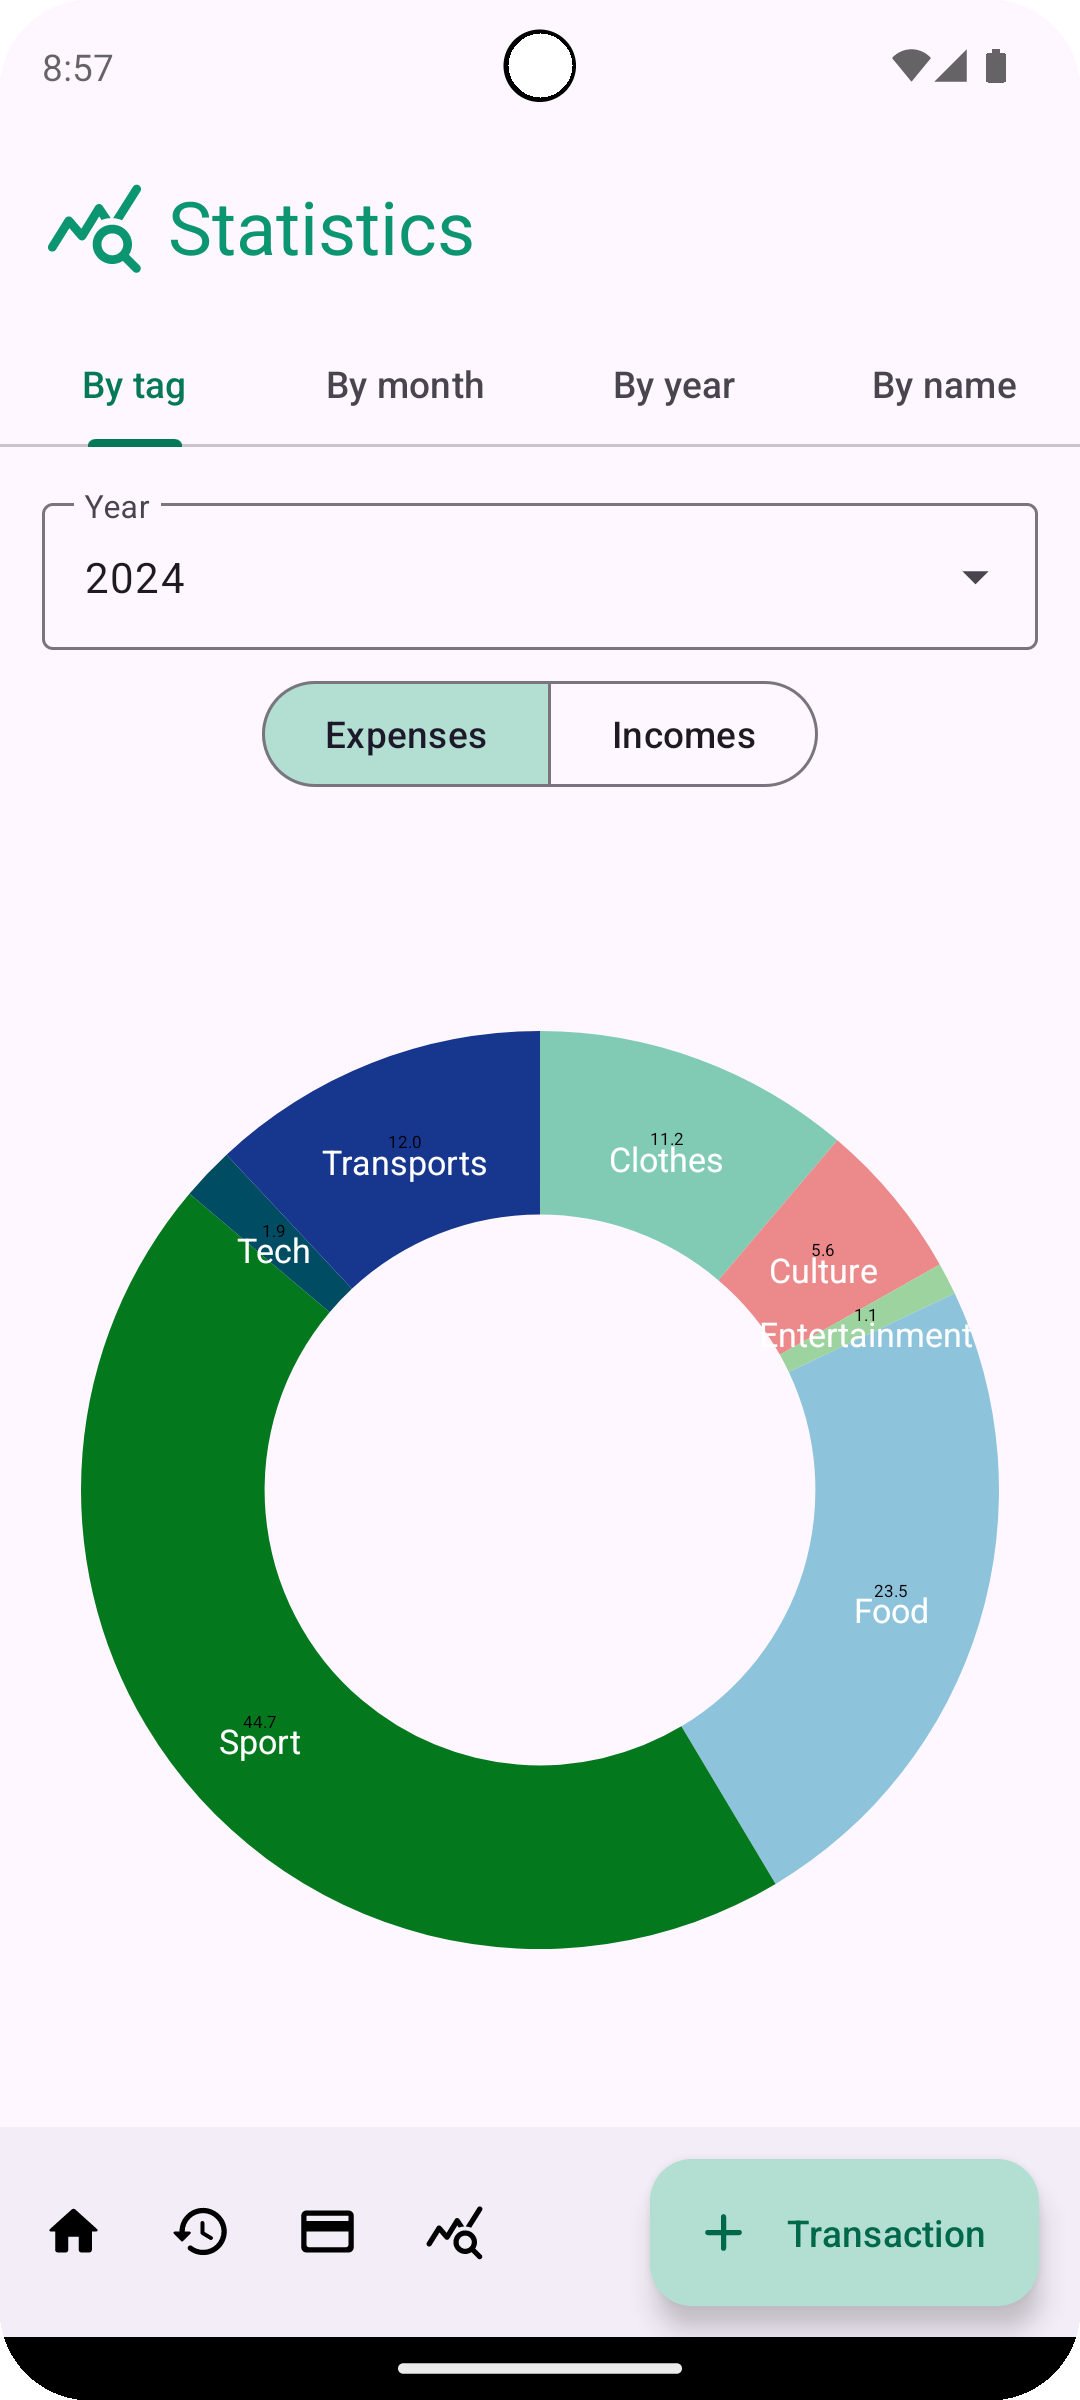 8:57
Statistics
By tag
By month
By year
By name
Year
2024
Expenses
Incomes
12.0
Transports
11.2
Clothes
1.9
Tech
5.6
Culture
1.1
Entertainment
23.5
Food
44.7
Sport
Transaction